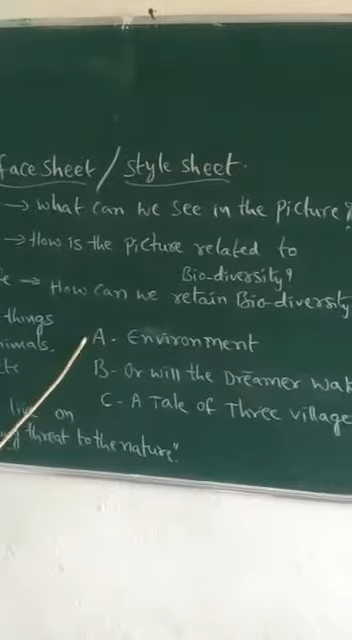 face sheet / style sheet.
→ what can we see in the picture?
→ How is the picture related to
Bio-diversity?
→ How can we retain Bio-diversity
things
A - Environment
B - Or will the Dreamer Wak
C - A Tale of Three village
live on
threat to the nature."